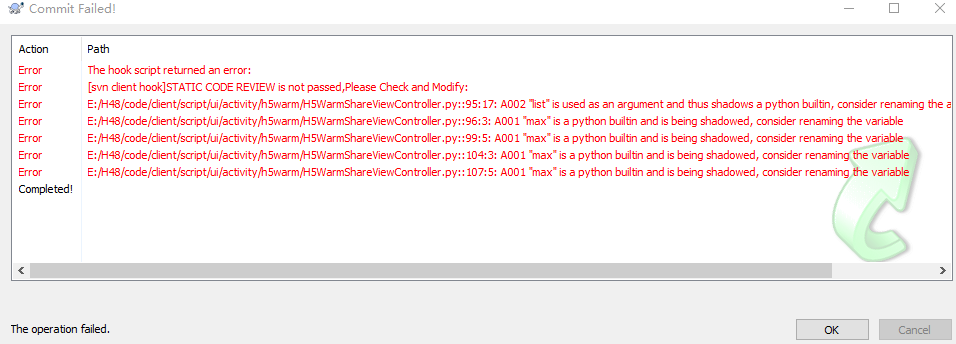 Commit Failed!
Action Path
Error The hook script returned an error:
Error [svn client hook]STATIC CODE REVIEW is not passed,Please Check and Modify:
Error E:/H48/code/client/script/ui/activity/h5warm/H5WarmShareViewController.py::95:17: A002 "list" is used as an argument and thus shadows a python builtin, consider renaming the a
Error E:/H48/code/client/script/ui/activity/h5warm/H5WarmShareViewController.py::96:3: A001 "max" is a python builtin and is being shadowed, consider renaming the variable
Error E:/H48/code/client/script/ui/activity/h5warm/H5WarmShareViewController.py::99:5: A001 "max" is a python builtin and is being shadowed, consider renaming the variable
Error E:/H48/code/client/script/ui/activity/h5warm/H5WarmShareViewController.py::104:3: A001 "max" is a python builtin and is being shadowed, consider renaming the variable
Error E:/H48/code/client/script/ui/activity/h5warm/H5WarmShareViewController.py::107:5: A001 "max" is a python builtin and is being shadowed, consider renaming the variable
Completed!
The operation failed.
OK Cancel